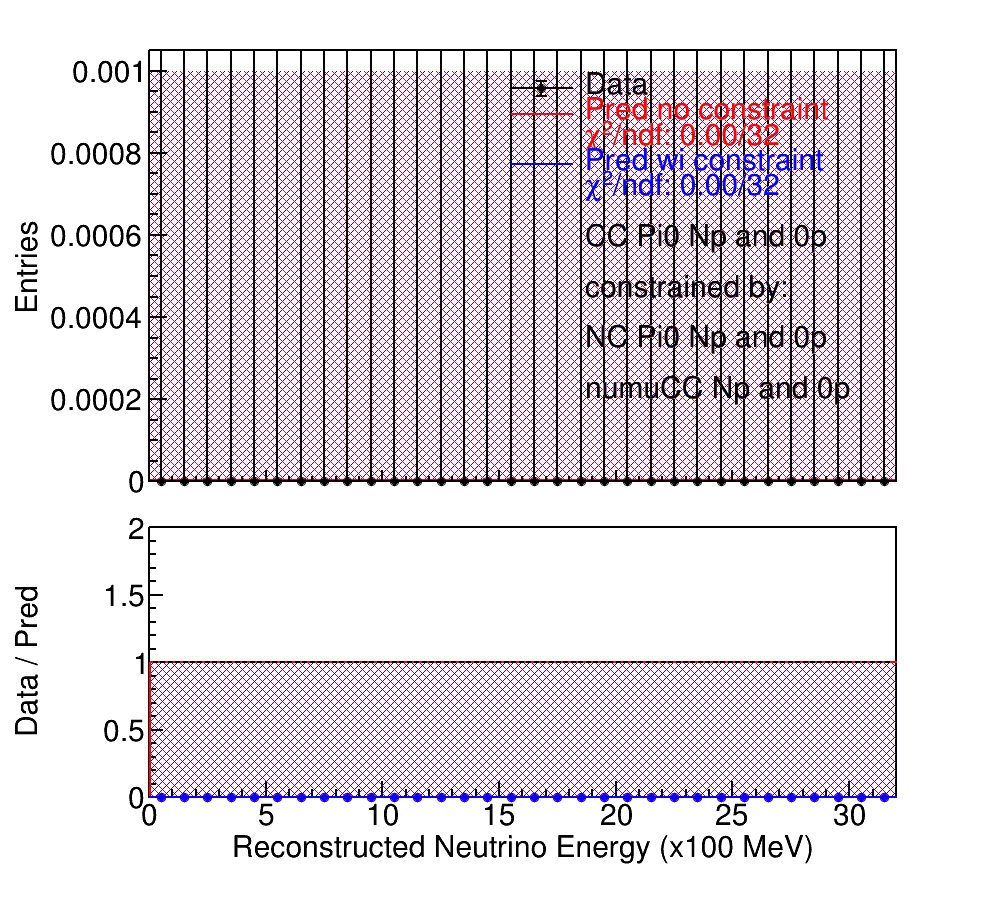 0.001
0.0008
0.0006
0.0004
0.0002
0
Entries
Data
Pred no constraint
χ²/ndf: 0.00/32
Pred wi constraint
χ²/ndf: 0.00/32
CC Pi0 Np and 0p
constrained by:
NC Pi0 Np and 0p
numuCC Np and 0p
2
1.5
1
0.5
0
Data / Pred
0 5 10 15 20 25 30
Reconstructed Neutrino Energy (x100 MeV)